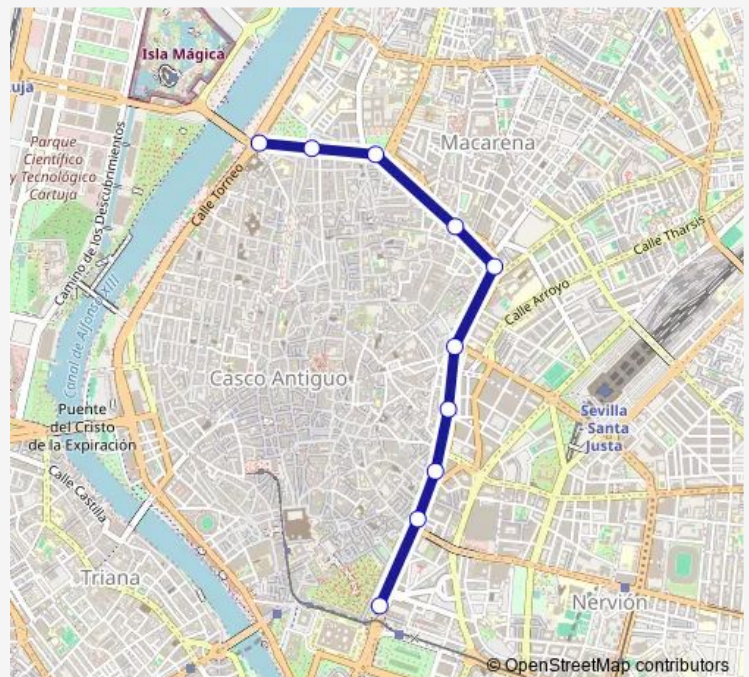 Isla Mágica
uja
Parque
Científico
y Tecnológico
Cartuja
Macarena
Calle Torneo
Camino de los Descubrimientos
Calle Tharsis
Calle Arroyo
Canal de Alfonso XIII
Casco Antiguo
Puente
del Cristo
de la Expiración
Sevilla
Santa
Justa
Calle Castilla
Triana
Nervión
© OpenStreetMap contributors